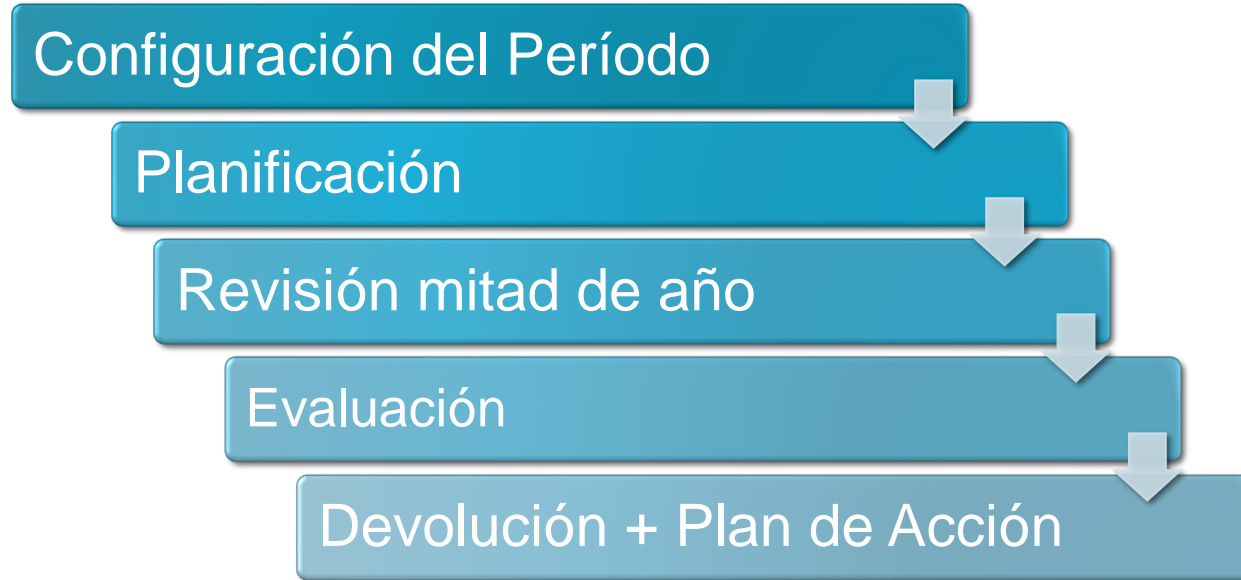 Configuración del Período
Planificación
Revisión mitad de año
Evaluación
Devolución + Plan de Acción